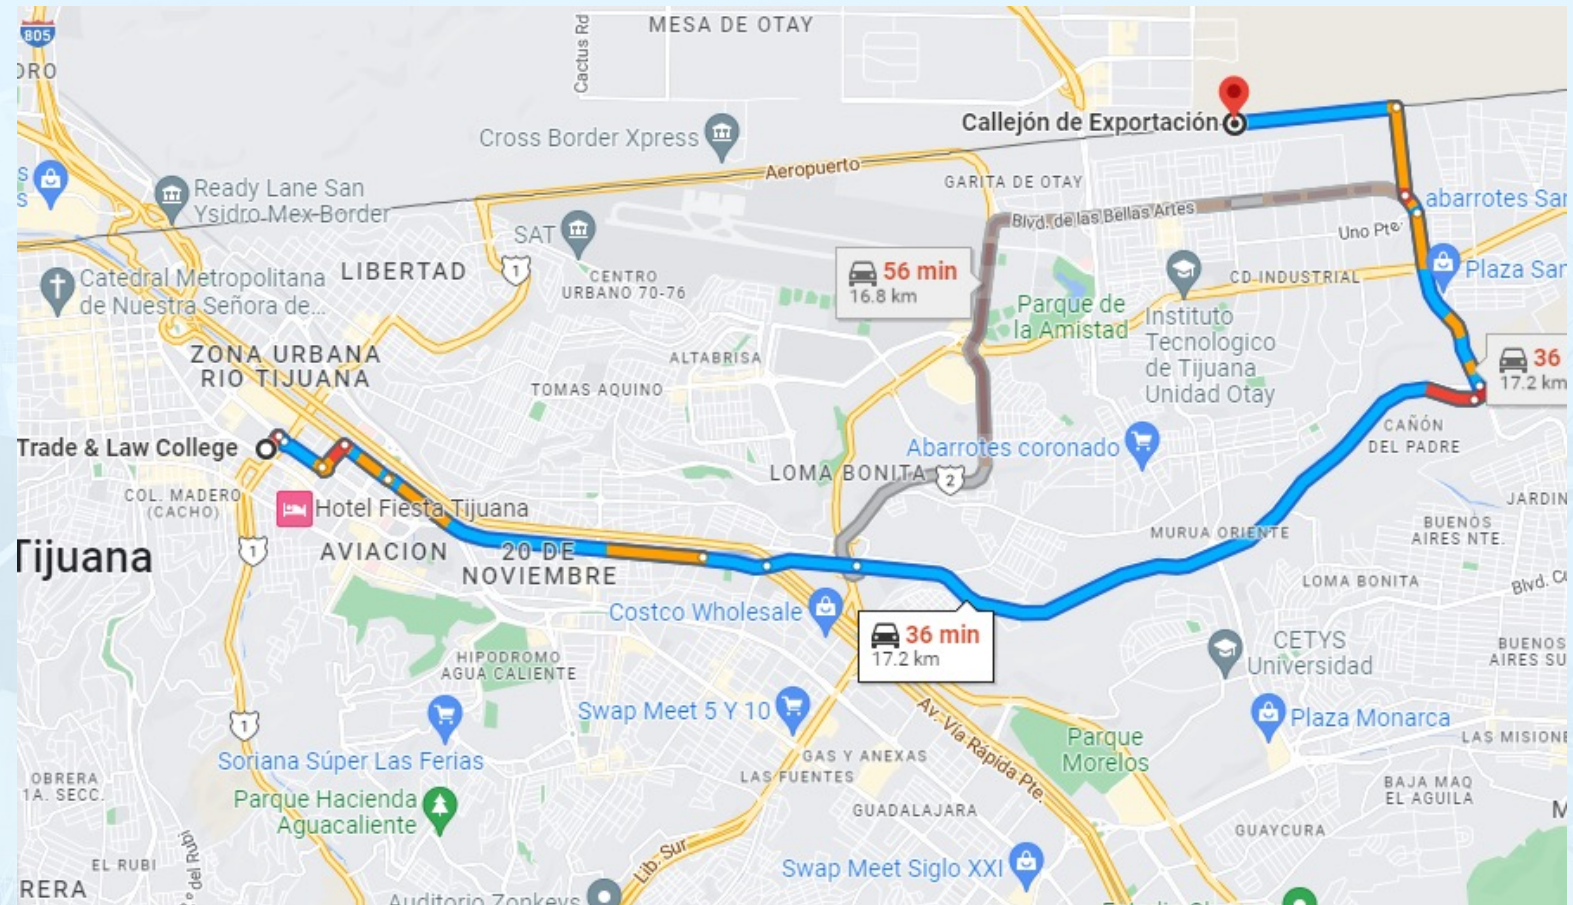 805
MESA DE OTAY
Cactus Rd
Callejón de Exportación
Cross Border Xpress
Aeropuerto
Ready Lane San
Ysidro Mex-Border
GARITA DE OTAY
abarrotes Sar
Blvd. de las Bellas Artes
Uno Pte.
SAT
1
LIBERTAD
CENTRO
URBANO 70-76
56 min
16.8 km
CD INDUSTRIAL
Plaza San
Catedral Metropolitana
de Nuestra Señora de...
Parque de
la Amistad
Instituto
Tecnologico
de Tijuana
Unidad Otay
ZONA URBANA
RIO TIJUANA
ALTABRISA
TOMAS AQUINO
36
17.2 km
CAÑÓN
DEL PADRE
Trade & Law College
Abarrotes coronado
LOMA BONITA
2
COL. MADERO
(CACHO)
Hotel Fiesta Tijuana
JARDIN
BUENOS
AIRES NTE.
MURUA ORIENTE
Tijuana
1
AVIACION
20 DE
NOVIEMBRE
LOMA BONITA
Costco Wholesale
36 min
17.2 km
CETYS
Universidad
BUENOS
AIRES SU
HIPODROMO
AGUA CALIENTE
Swap Meet 5 Y 10
Av. Vía Rápida Pte.
Plaza Monarca
1
Soriana Súper Las Ferias
Parque
Morelos
LAS MISIONE
GAS Y ANEXAS
LAS FUENTES
OBRERA
1A. SECC.
Parque Hacienda
Aguacaliente
GUADALAJARA
BAJA MAQ
EL AGUILA
GUAYCURA
EL RUBI
del Rubí
Lib. Sur
Swap Meet Siglo XXI
RERA
Auditorio Zonkeys